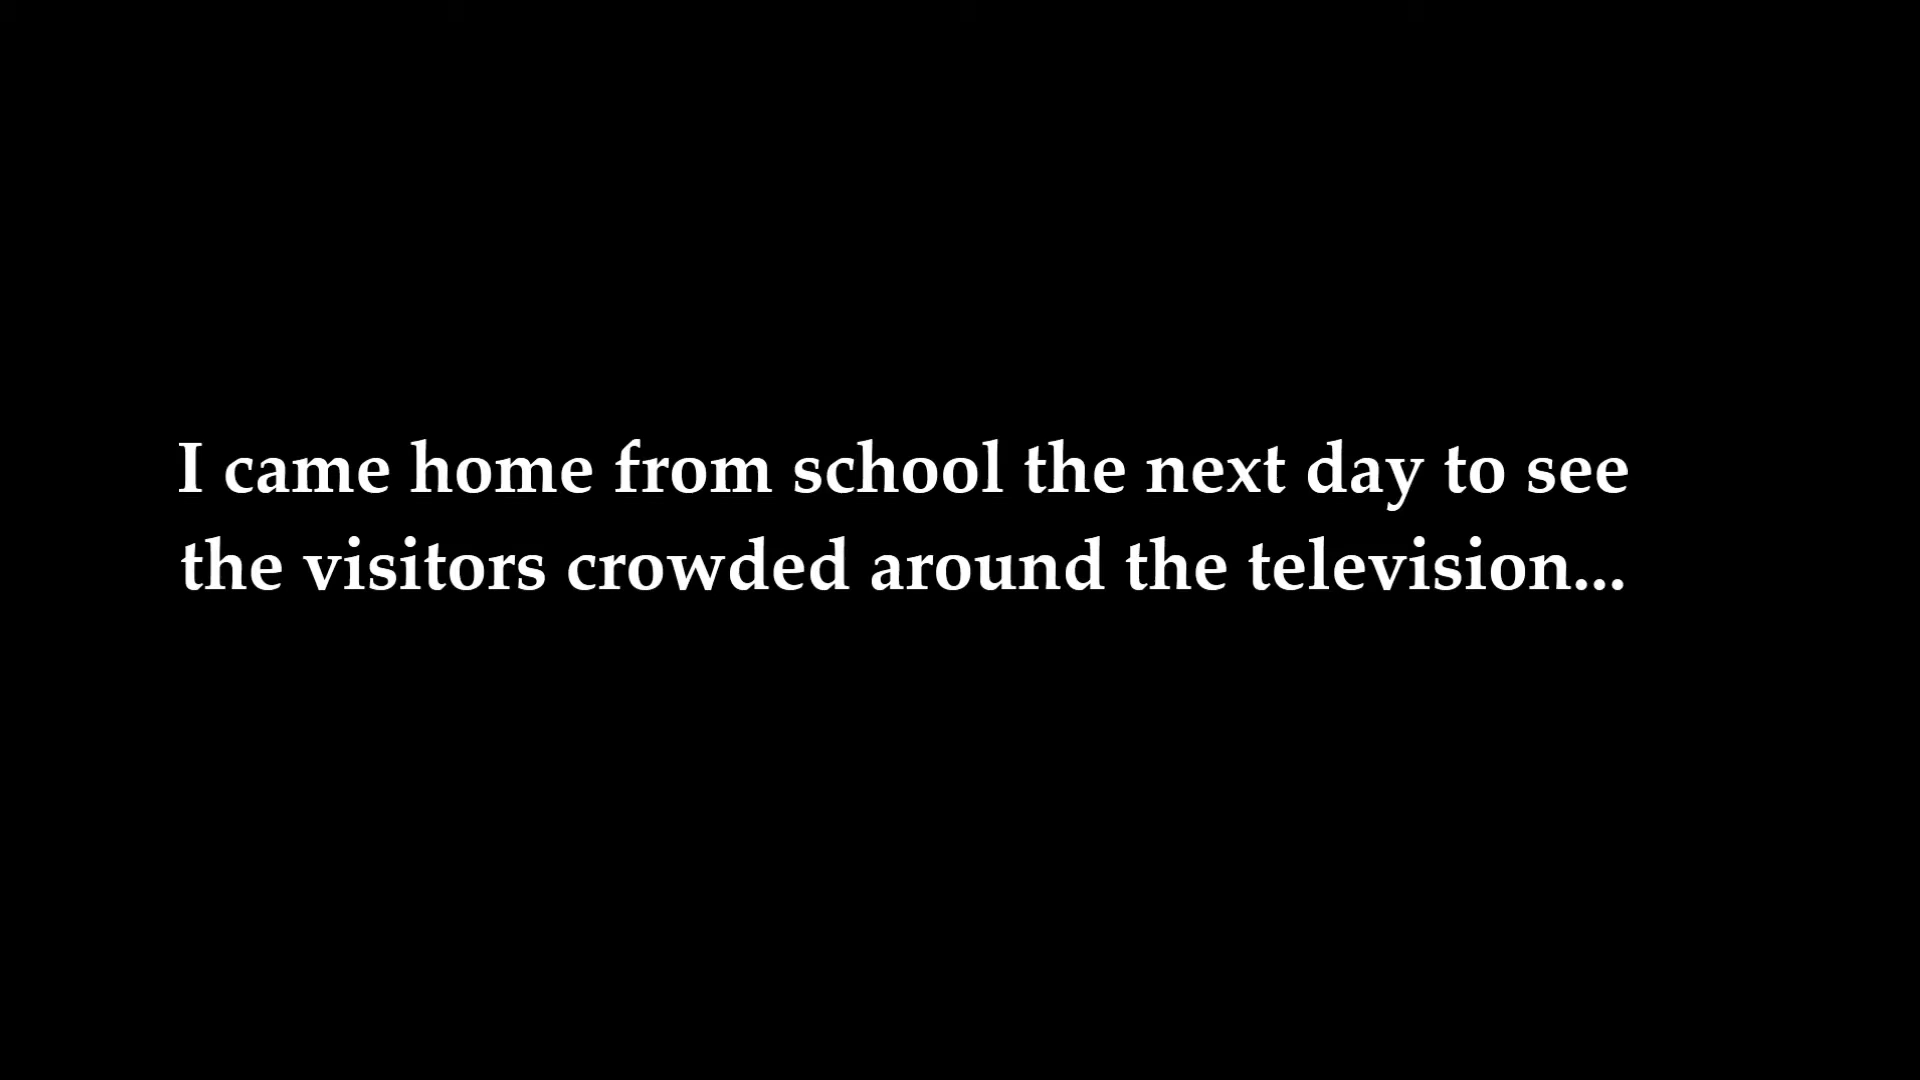 I came home from school the next day to see
the visitors crowded around the television...